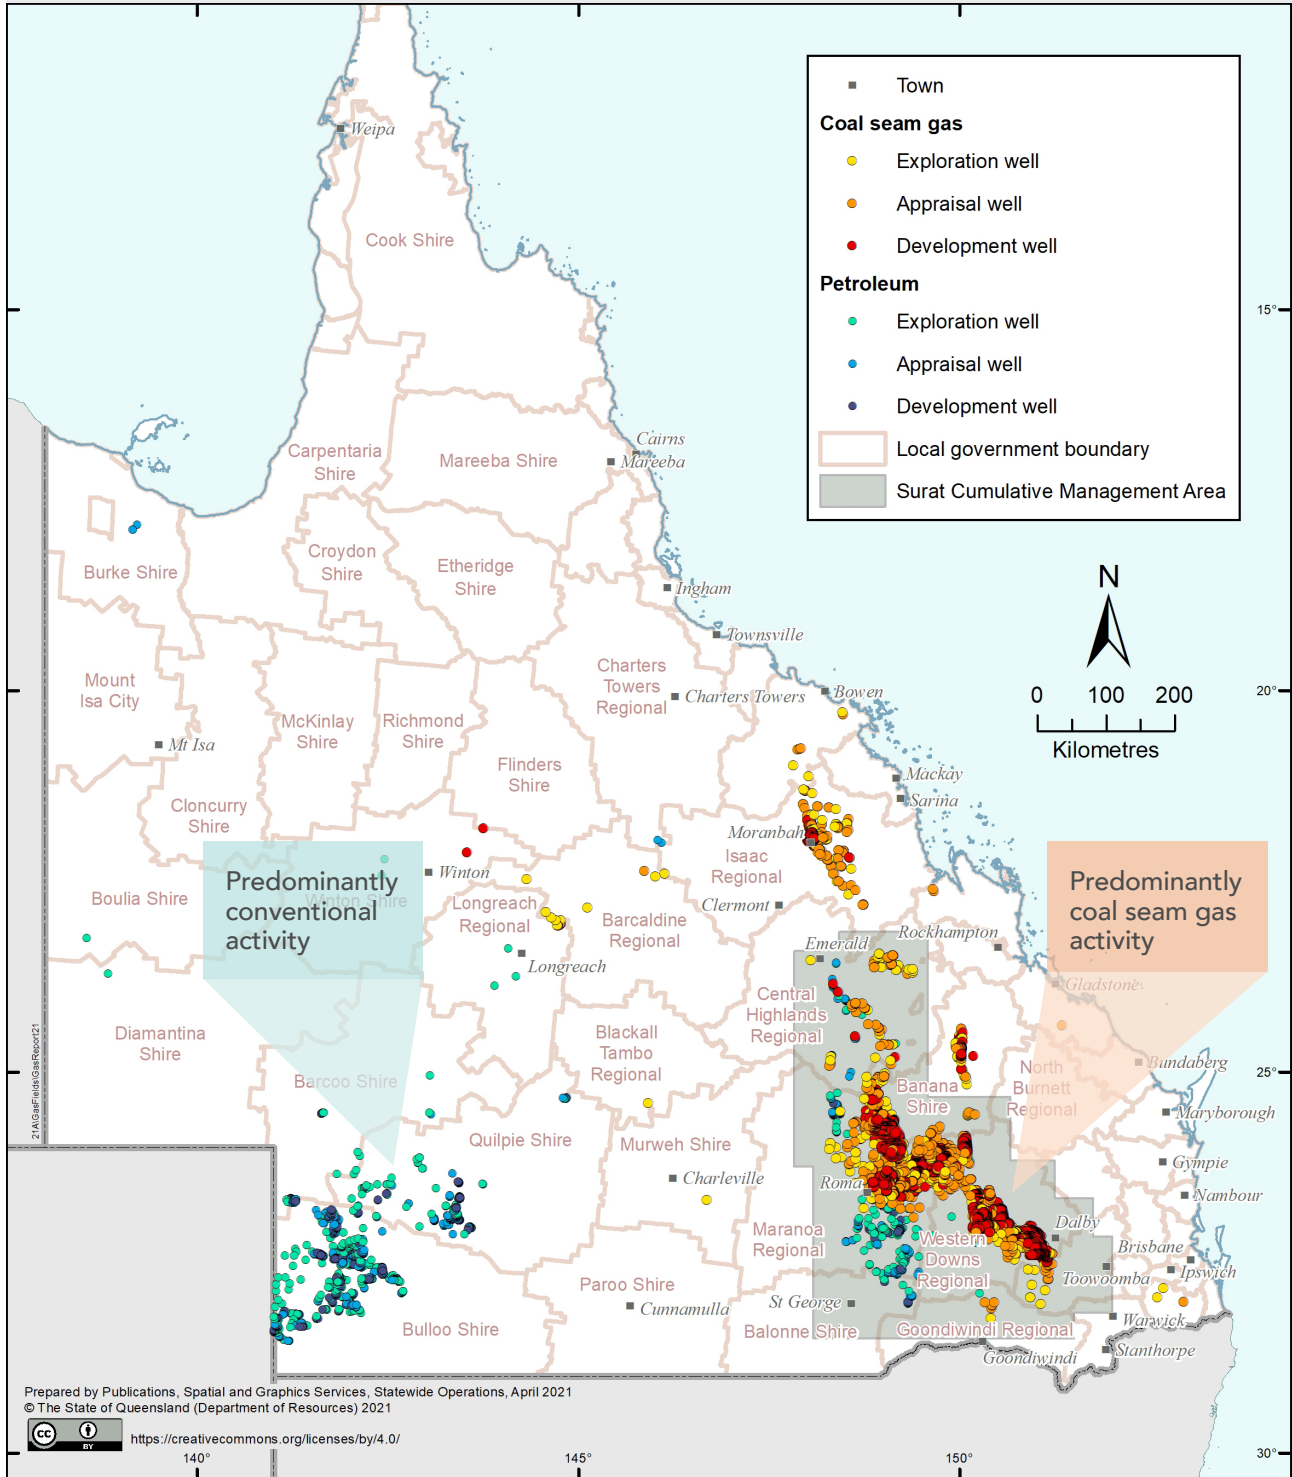 Town
Coal seam gas
Exploration well
Appraisal well
Development well
Petroleum
Exploration well
Appraisal well
Development well
Local government boundary
Surat Cumulative Management Area
Weipa
Cook Shire
15°
Cairns
Mareeba
Carpentaria
Shire
Mareeba Shire
Croydon
Shire
Etheridge
Shire
Burke Shire
Ingham
N
Townsville
0 100 200
Kilometres
20°
Mount
Isa City
Charters
Towers
Regional
Charters Towers
Bowen
McKinlay
Shire
Richmond
Shire
Mt Isa
Flinders
Shire
Mackay
Sarina
Cloncurry
Shire
Moranbah
Isaac
Regional
Winton
Predominantly
conventional
activity
Winton Shire
Boulia Shire
Longreach
Regional
Barcaldine
Regional
Clermont
Predominantly
coal seam gas
activity
Rockhampton
Emerald
Longreach
Gladstone
Central
Highlands
Regional
Diamantina
Shire
Blackall
Tambo
Regional
25°
Bundaberg
North
Burnett
Regional
Barcoo Shire
Banana
Shire
Maryborough
Quilpie Shire
Murweh Shire
Gympie
Charleville
Roma
Nambour
Maranoa
Regional
Western
Downs
Regional
Dalby
Brisbane
Ipswich
Toowoomba
Paroo Shire
Cunnamulla
St George
Bulloo Shire
Balonne Shire
Goondiwindi Regional
Warwick
Stanthorpe
Goondiwindi
21A\GasFields\GasReport21
Prepared by Publications, Spatial and Graphics Services, Statewide Operations, April 2021
© The State of Queensland (Department of Resources) 2021
CC BY
https://creativecommons.org/licenses/by/4.0/
140° 145° 150° 30°